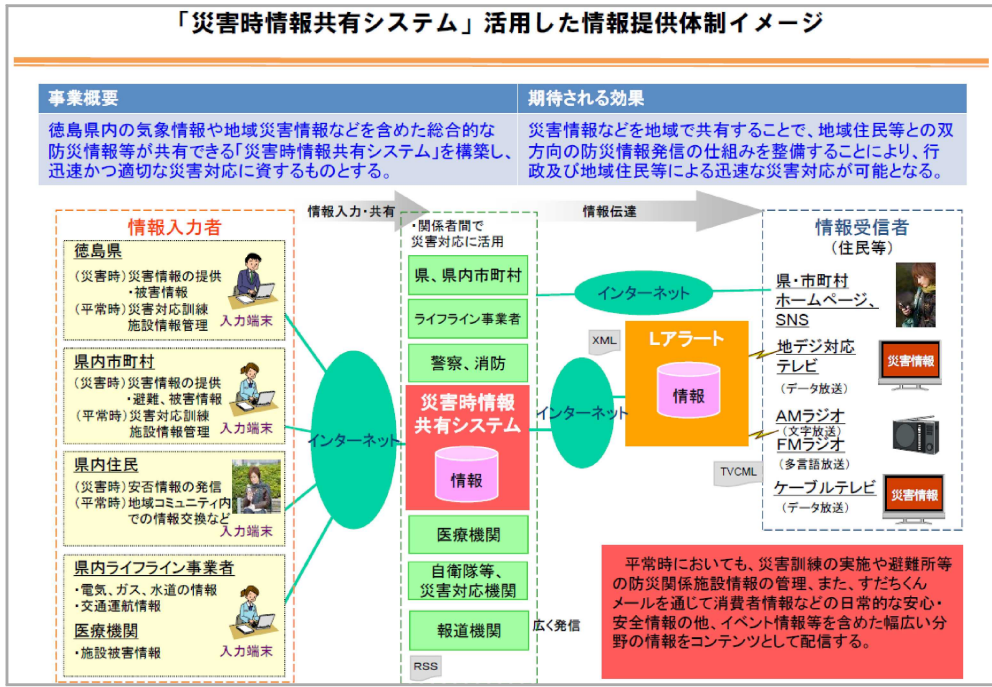 「災害時情報共有システム」活用した情報提供体制イメージ
事業概要
徳島県内の気象情報や地域災害情報などを含めた総合的な
防災情報等が共有できる「災害時情報共有システム」を構築し、
迅速かつ適切な災害対応に資するものとする。
期待される効果
災害情報などを地域で共有することで、地域住民等との双
方向の防災情報発信の仕組みを整備することにより、行
政及び地域住民等による迅速な災害対応が可能となる。
情報入力・共有
情報伝達
情報入力者
徳島県
(災害時)災害情報の提供
・被害情報
(平常時)災害対応訓練
施設情報管理
入力端末
県内市町村
(災害時)災害情報の提供
・避難、被害情報
(平常時)災害対応訓練
施設情報管理
入力端末
県内住民
(災害時)安否情報の発信
(平常時)地域コミュニティ内
での情報交換など
入力端末
県内ライフライン事業者
・電気、ガス、水道の情報
・交通運航情報
医療機関
・施設被害情報
入力端末
インターネット
・関係者間で
災害対応に活用
県、県内市町村
ライフライン事業者
警察、消防
災害時情報
共有システム
情報
医療機関
自衛隊等、
災害対応機関
報道機関
広く発信
RSS
インターネット
インターネット
XML
Lアラート
情報
TVCML
情報受信者
(住民等)
県・市町村
ホームページ、
SNS
地デジ対応
テレビ
(データ放送)
災害情報
AMラジオ
(文字放送)
FMラジオ
(多言語放送)
ケーブルテレビ
(データ放送)
災害情報
平常時においても、災害訓練の実施や避難所等
の防災関係施設情報の管理、また、すだちくん
メールを通じて消費者情報などの日常的な安心・
安全情報の他、イベント情報等を含めた幅広い分
野の情報をコンテンツとして配信する。